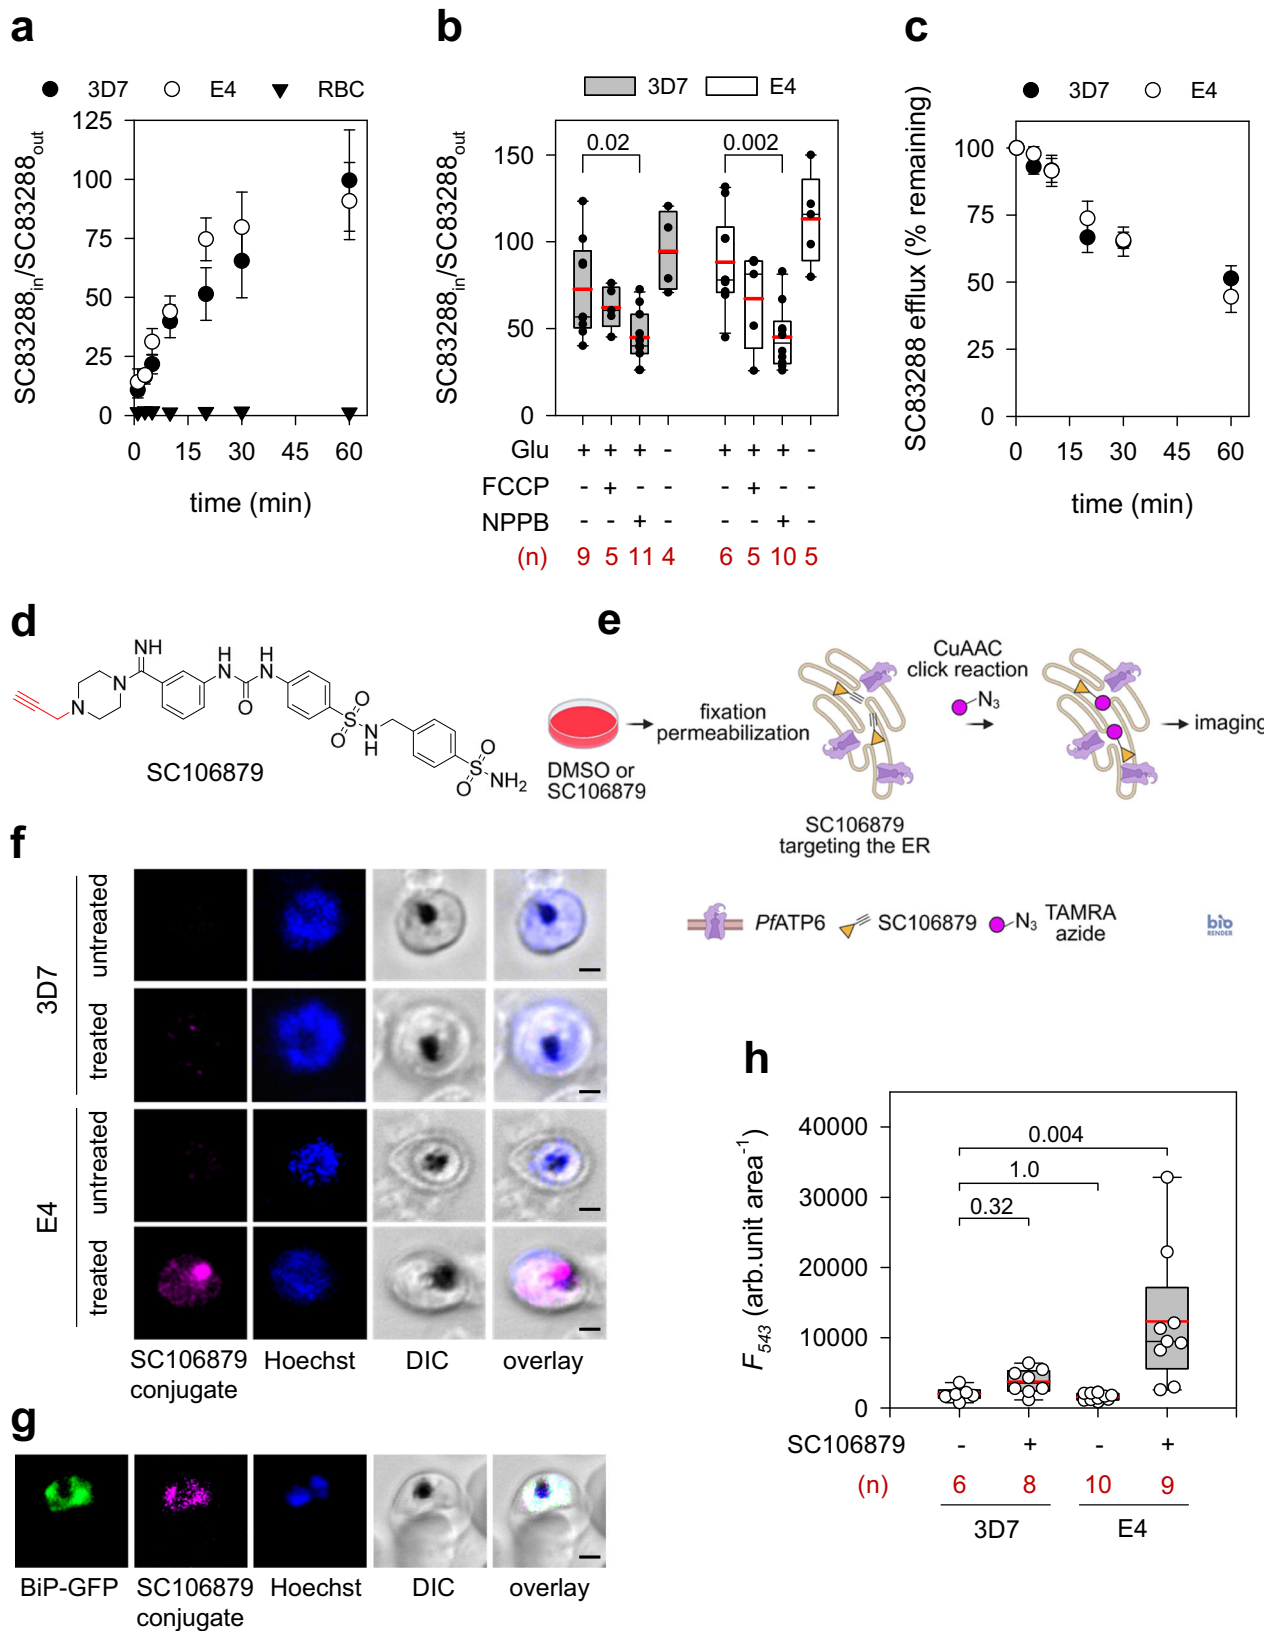 a
3D7 E4 RBC
SC83288in/SC83288out
125
100
75
50
25
0
0 15 30 45 60
time (min)
b
3D7 E4
SC83288in/SC83288out
150
100
50
0
0.02 0.002
Glu + + + - + + + -
FCCP - + - - - + - -
NPPB - - + - - - + -
(n) 9 5 11 4 6 5 10 5
c
3D7 E4
SC83288 efflux (% remaining)
100
75
50
25
0
0 15 30 45 60
time (min)
d
NH
N
N
H
N
H
N
O
O
S
O
N
H
O
S
O
NH2
SC106879
e
DMSO or
SC106879
fixation
permeabilization
SC106879
targeting the ER
CuAAC
click reaction
N3
imaging
PfATP6 SC106879 N3 TAMRA
azide
bio
RENDER
f
3D7
untreated
treated
E4
untreated
treated
SC106879
conjugate
Hoechst DIC overlay
g
BiP-GFP SC106879
conjugate
Hoechst DIC overlay
h
F543 (arb.unit area-1)
40000
30000
20000
10000
0
0.004
1.0
0.32
SC106879 - + - +
(n) 6 8 10 9
3D7 E4